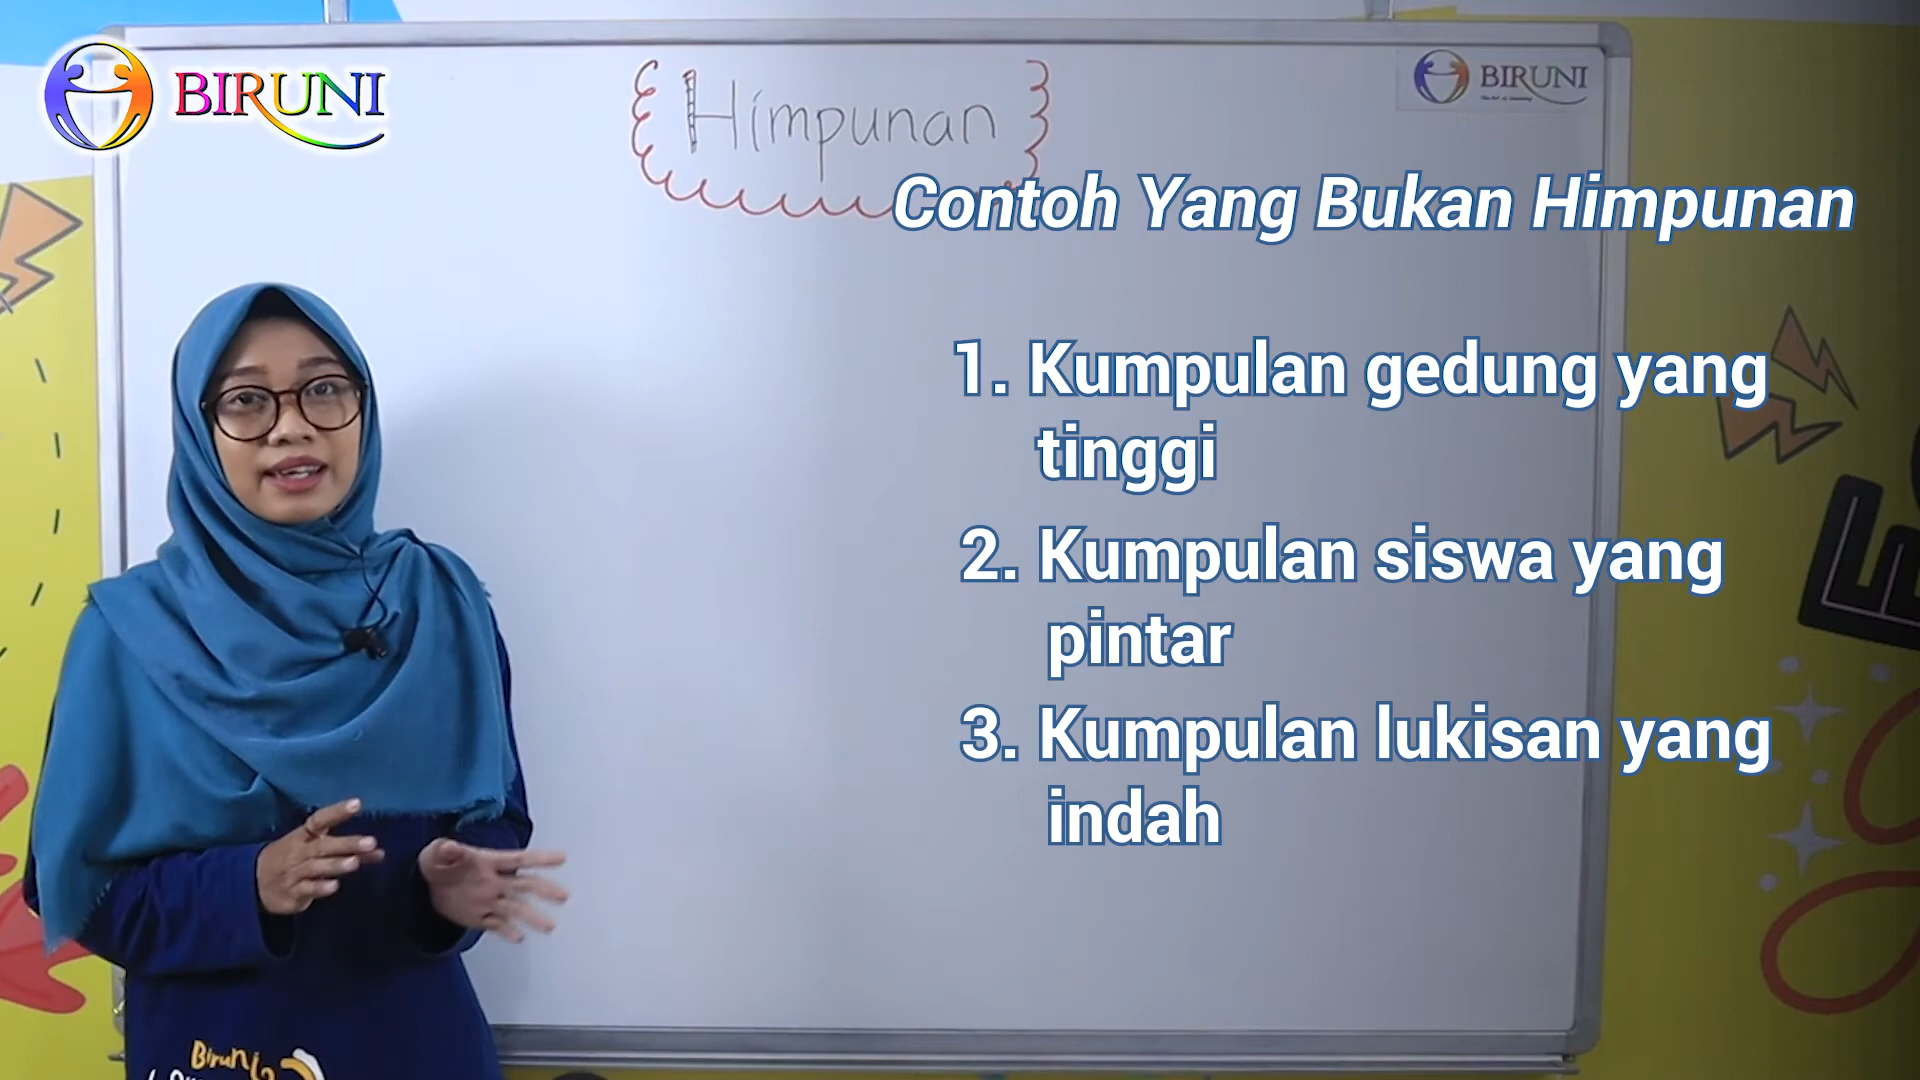 BIRUNI
Himpunan
BIRUNI
Contoh Yang Bukan Himpunan
1. Kumpulan gedung yang
tinggi
2. Kumpulan siswa yang
pintar
3. Kumpulan lukisan yang
indah
Biruni